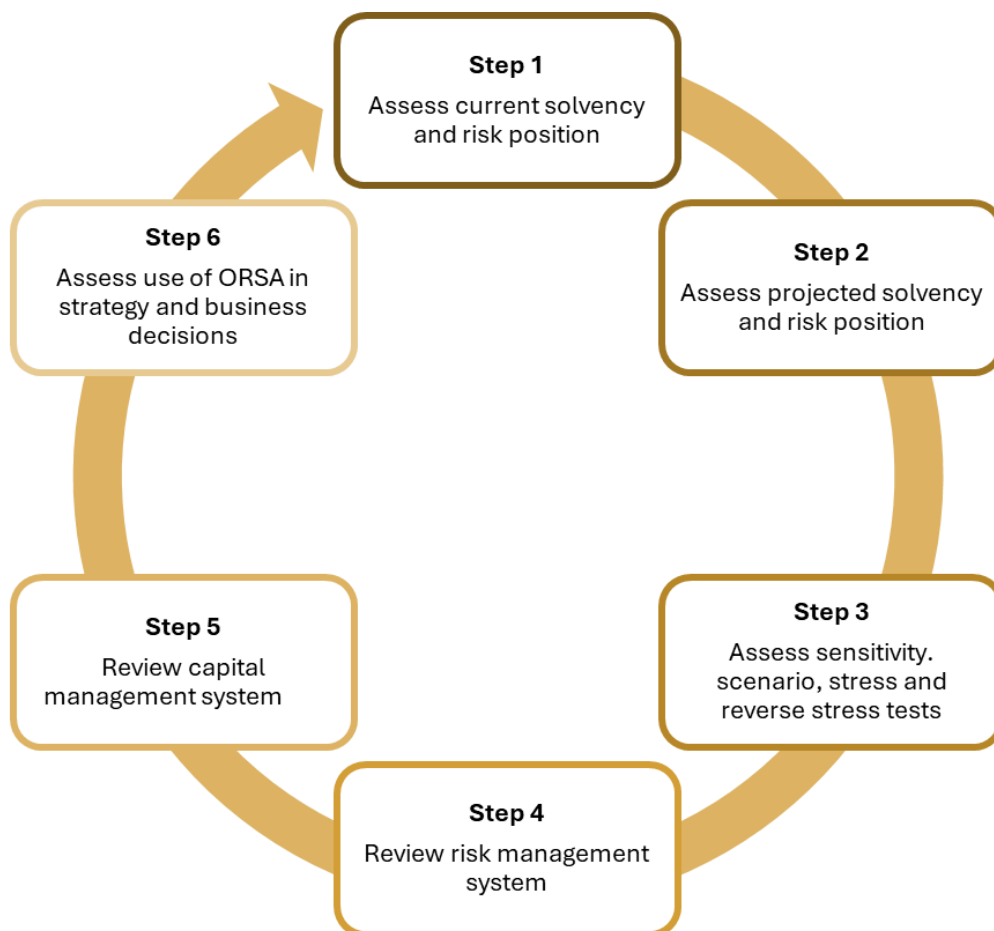 Step 1
Assess current solvency
and risk position
Step 2
Assess projected solvency
and risk position
Step 3
Assess sensitivity.
scenario, stress and
reverse stress tests
Step 4
Review risk management
system
Step 5
Review capital
management system
Step 6
Assess use of ORSA in
strategy and business
decisions